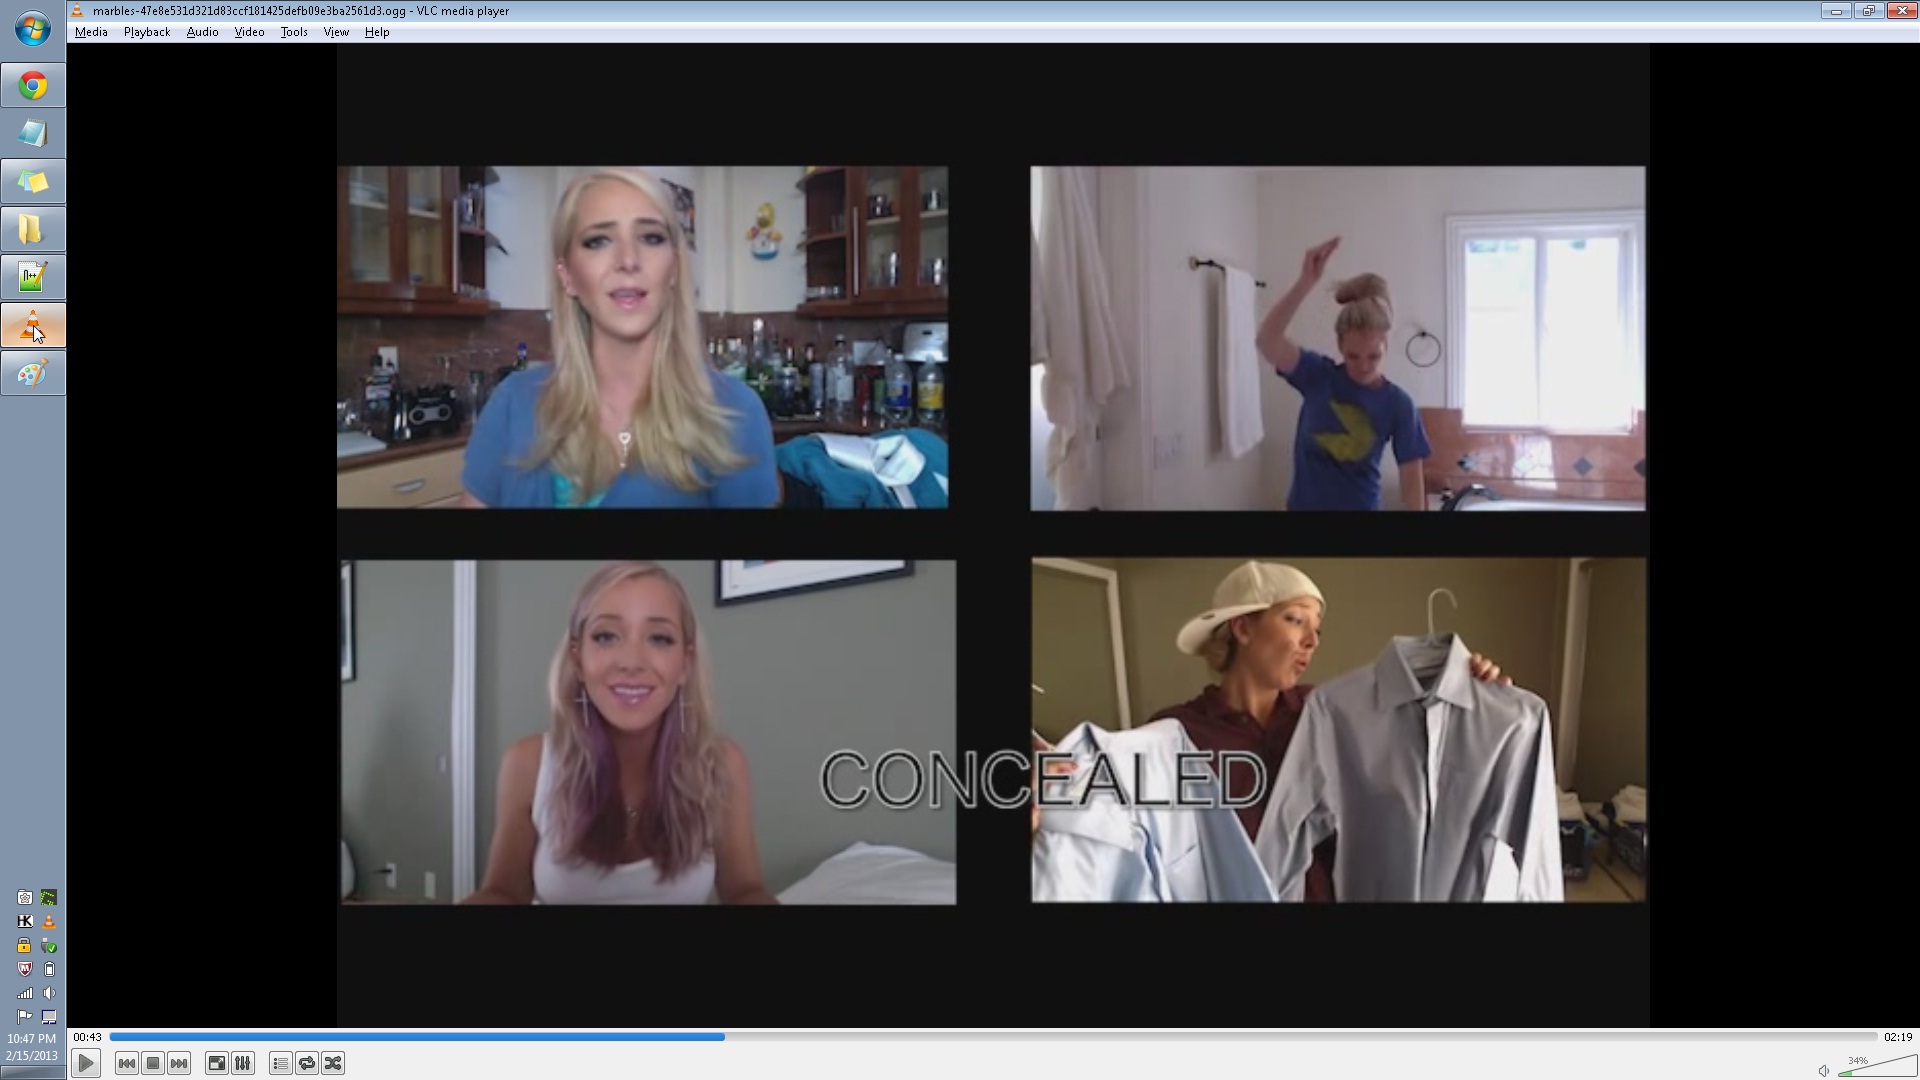 marbles-47e8e531d321d83ccf181425defb09e3ba2561d3.ogg - VLC media player
Media Playback Audio Video Tools View Help
CONCEALED
HK
10:47 PM
2/15/2013
00:43
02:19
34%